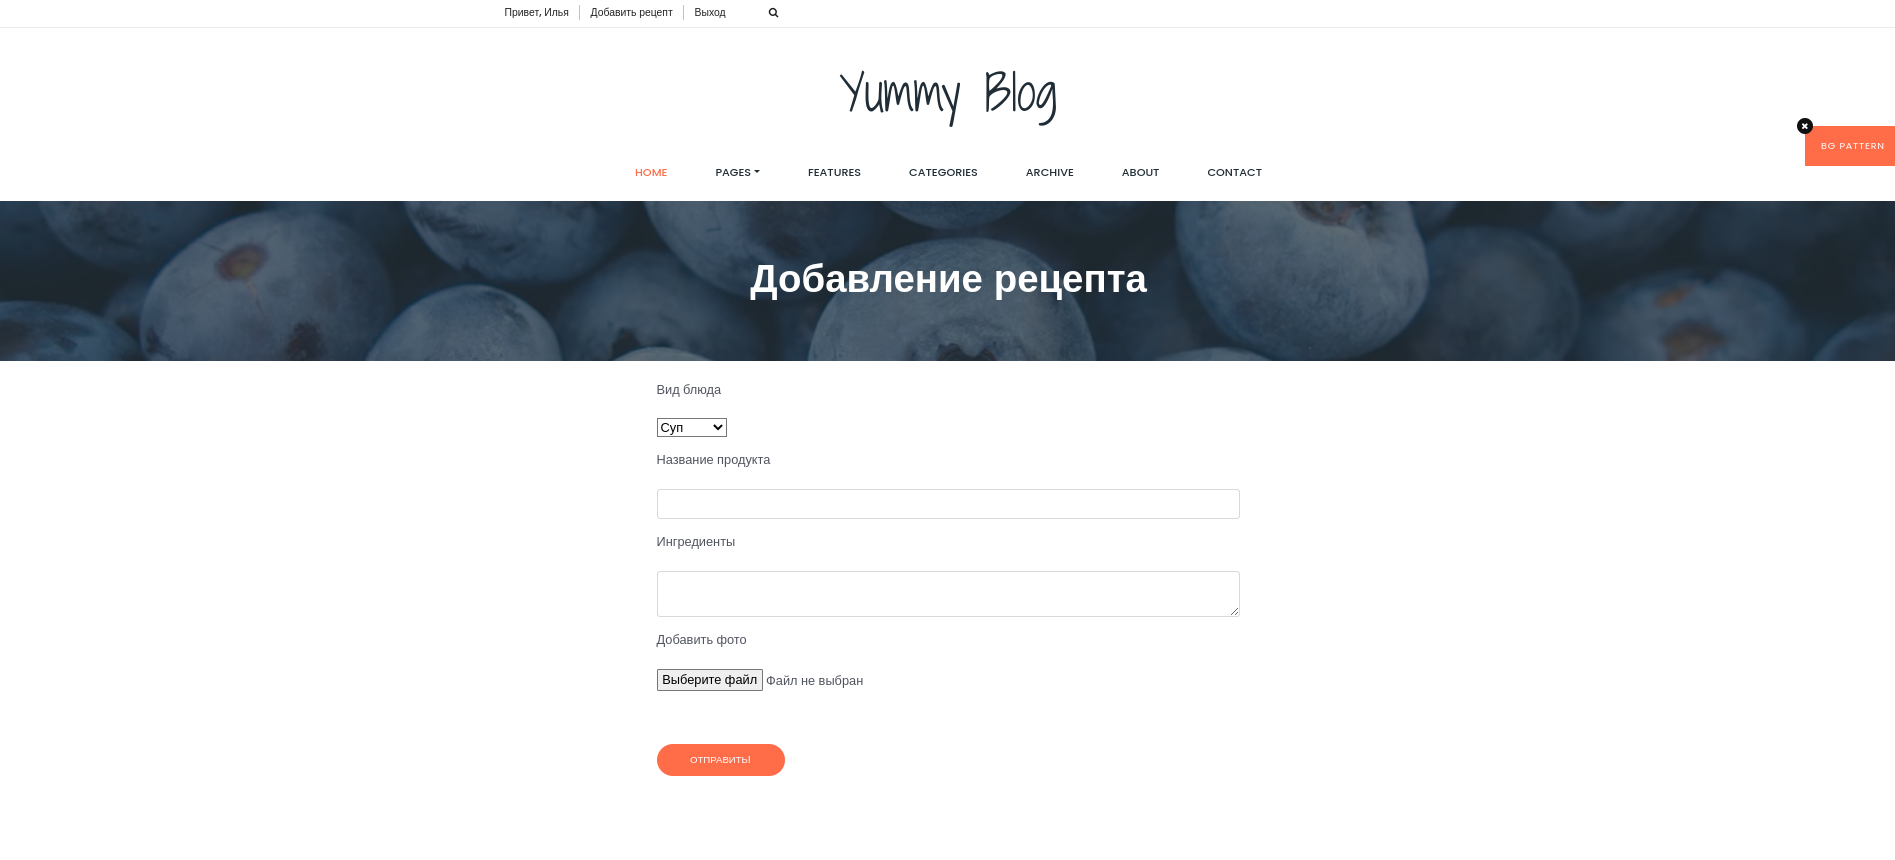 Привет, Илья
Добавить рецепт
Выход
Yummy Blog
BG PATTERN
HOME
PAGES
FEATURES
CATEGORIES
ARCHIVE
ABOUT
CONTACT
Добавление рецепта
Вид блюда
Суп
Название продукта
Ингредиенты
Добавить фото
Выберите файл Файл не выбран
ОТПРАВИТЬ!